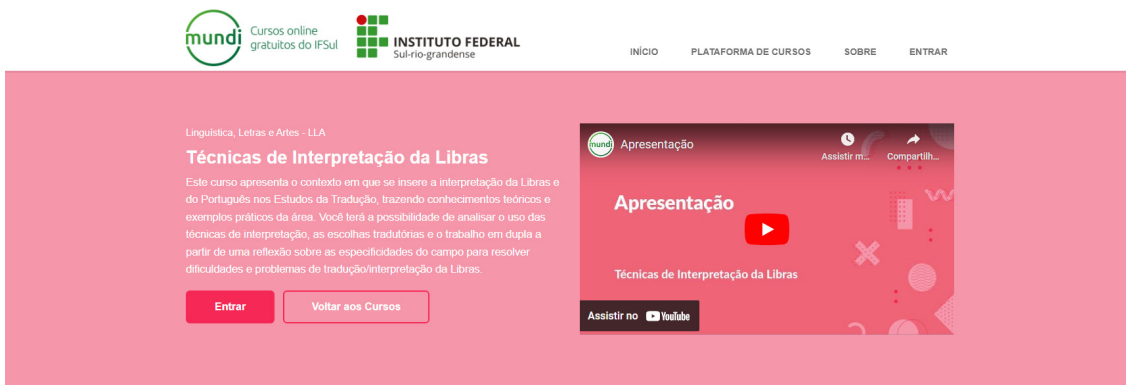 mundi
Cursos online
gratuitos do IFSul
INSTITUTO FEDERAL
Sul-rio-grandense
INÍCIO
PLATAFORMA DE CURSOS
SOBRE
ENTRAR
Linguística, Letras e Artes - LLA
Técnicas de Interpretação da Libras
Este curso apresenta o contexto em que se insere a interpretação da Libras e
do Português nos Estudos da Tradução, trazendo conhecimentos teóricos e
exemplos práticos da área. Você terá a possibilidade de analisar o uso das
técnicas de interpretação, as escolhas tradutórias e o trabalho em dupla a
partir de uma reflexão sobre as especificidades do campo para resolver
dificuldades e problemas de tradução/interpretação da Libras.
Entrar
Voltar aos Cursos
mundi
Apresentação
Assistir m...
Compartilh...
Apresentação
Técnicas de Interpretação da Libras
Assistir no YouTube